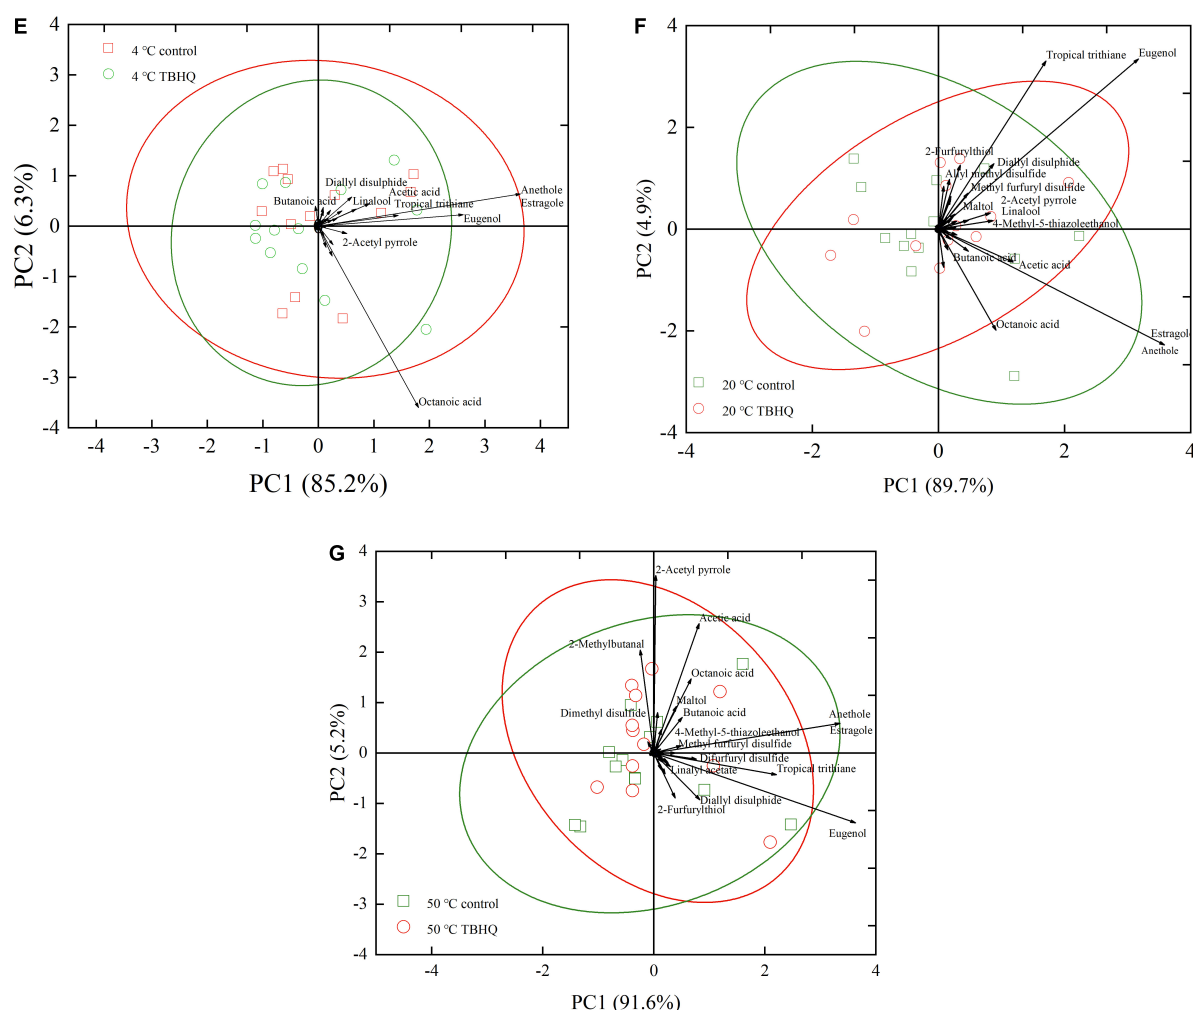 E
4 °C control
4 °C TBHQ
4
3
2
1
0
-1
-2
-3
-4
PC2 (6.3%)
Diallyl disulphide
Acetic acid
Anethole
Butanoic acid
Linalool
Tropical trithiane
Estragole
Eugenol
2-Acetyl pyrrole
Octanoic acid
-4
-3
-2
-1
0
1
2
3
4
PC1 (85.2%)
F
4
2
0
-2
-4
PC2 (4.9%)
Tropical trithiane
Eugenol
2-Furfurylthiol
Diallyl disulphide
Allyl methyl disulfide
Methyl furfuryl disulfide
2-Acetyl pyrrole
Maltol
Linalool
4-Methyl-5-thiazoleethanol
Butanoic acid
Acetic acid
Octanoic acid
Estragole
Anethole
20 °C control
20 °C TBHQ
-4
-2
0
2
4
PC1 (89.7%)
G
4
3
2
1
0
-1
-2
-3
-4
PC2 (5.2%)
2-Acetyl pyrrole
Acetic acid
2-Methylbutanal
Octanoic acid
Maltol
Dimethyl disulfide
Butanoic acid
Anethole
4-Methyl-5-thiazoleethanol
Estragole
Methyl furfuryl disulfide
Difurfuryl disulfide
Linalyl acetate
Tropical trithiane
Diallyl disulphide
2-Furfurylthiol
Eugenol
50 °C control
50 °C TBHQ
-4
-2
0
2
4
PC1 (91.6%)